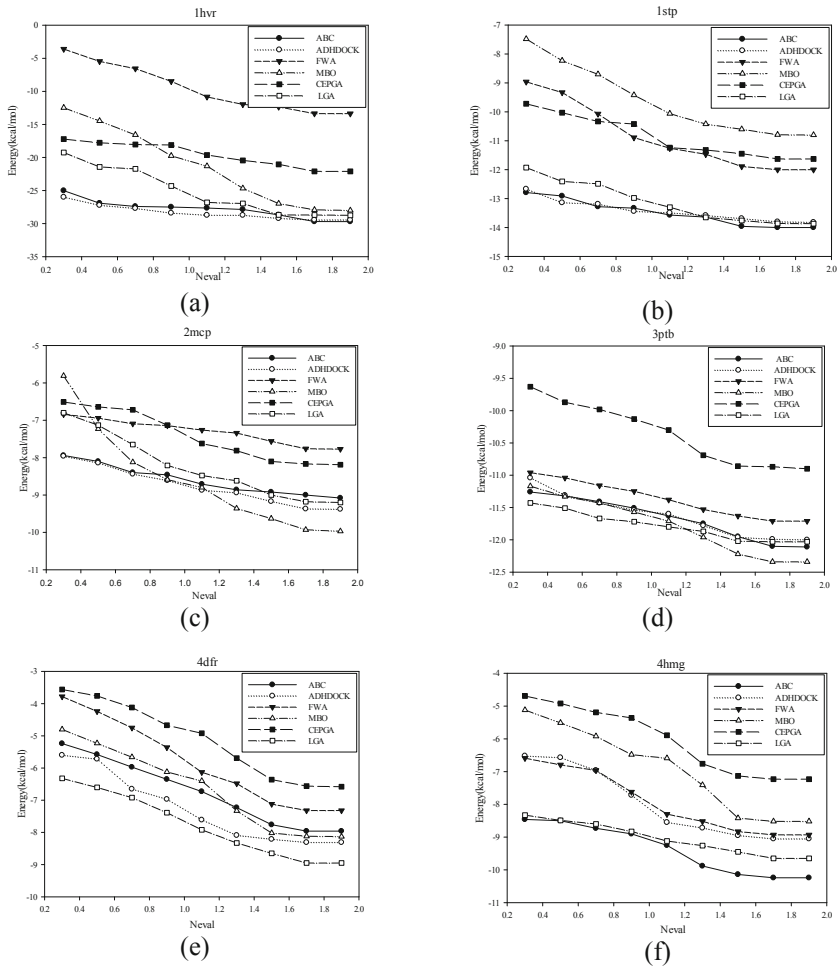 1hvr
0
-5
-10
-15
-20
-25
-30
-35
Energy(kcal/mol)
ABC
ADHDOCK
FWA
MBO
CEPGA
LGA
0.2 0.4 0.6 0.8 1.0 1.2 1.4 1.6 1.8 2.0
Neval
(a)
1stp
-7
-8
-9
-10
-11
-12
-13
-14
-15
Energy(kcal/mol)
ABC
ADHDOCK
FWA
MBO
CEPGA
LGA
0.2 0.4 0.6 0.8 1.0 1.2 1.4 1.6 1.8 2.0
Neval
(b)
2mcp
-5
-6
-7
-8
-9
-10
-11
Energy(kcal/mol)
ABC
ADHDOCK
FWA
MBO
CEPGA
LGA
0.2 0.4 0.6 0.8 1.0 1.2 1.4 1.6 1.8 2.0
Neval
(c)
3ptb
-9.0
-9.5
-10.0
-10.5
-11.0
-11.5
-12.0
-12.5
Energy(kcal/mol)
ABC
ADHDOCK
FWA
MBO
CEPGA
LGA
0.2 0.4 0.6 0.8 1.0 1.2 1.4 1.6 1.8 2.0
Neval
(d)
4dfr
-3
-4
-5
-6
-7
-8
-9
-10
Energy(kcal/mol)
ABC
ADHDOCK
FWA
MBO
CEPGA
LGA
0.2 0.4 0.6 0.8 1.0 1.2 1.4 1.6 1.8 2.0
Neval
(e)
4hmg
-4
-5
-6
-7
-8
-9
-10
-11
Energy(kcal/mol)
ABC
ADHDOCK
FWA
MBO
CEPGA
LGA
0.2 0.4 0.6 0.8 1.0 1.2 1.4 1.6 1.8 2.0
Neval
(f)